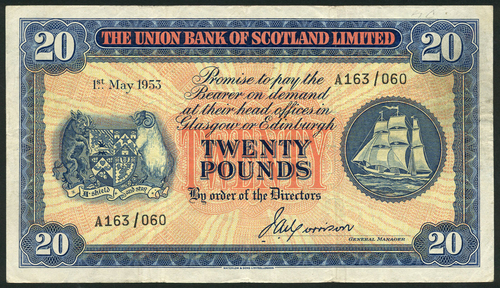 20 THE UNION BANK OF SCOTLAND LIMITED 20
1st May 1953
Promise to pay the
Bearer on demand
A163/060
at their head offices in
Glasgow or Edinburgh
TWENTY
POUNDS
By order of the Directors
A163/060
GENERAL MANAGER
20 20